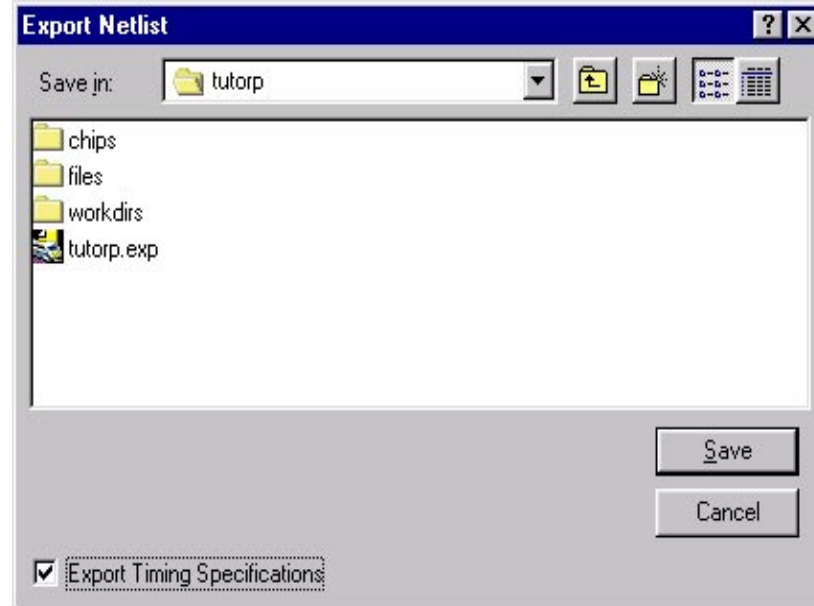 Export Netlist
Save in: tutorp
chips
files
workdirs
tutorp.exp
Save
Cancel
Export Timing Specifications